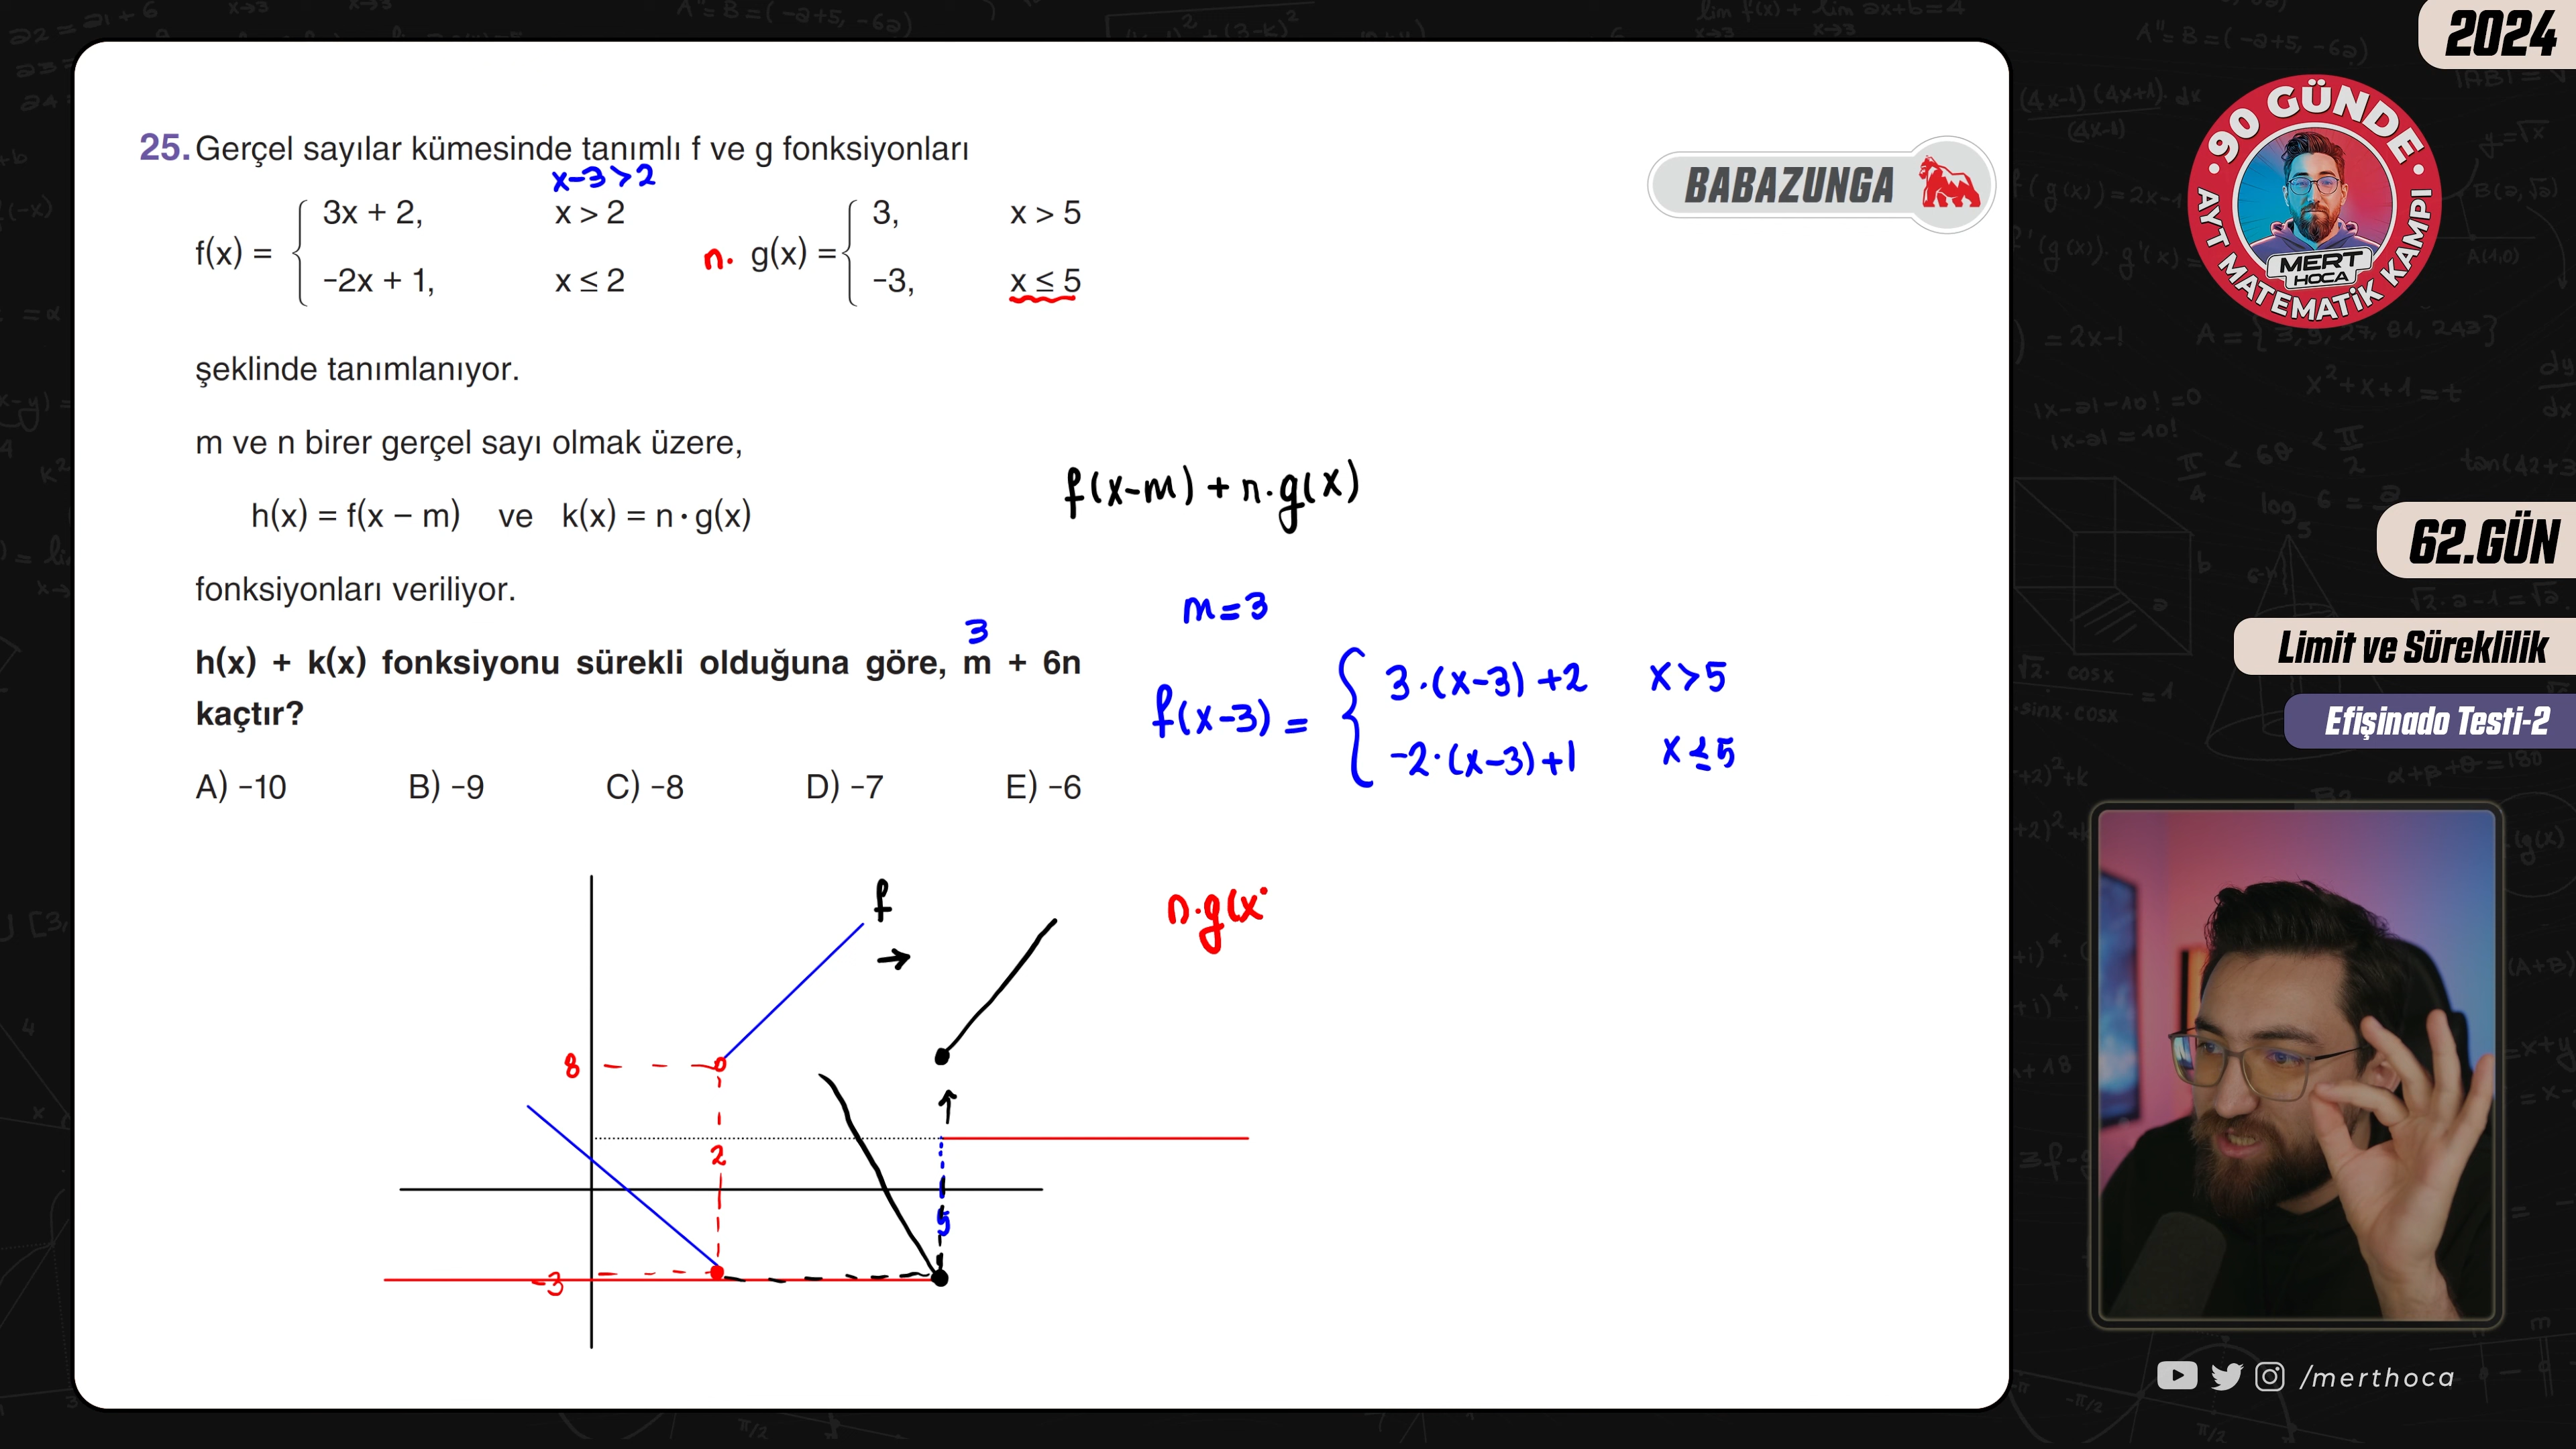 2024
90 GÜNDE
AYT MATEMATİK KAMPI
MERT
HOCA
BABAZUNGA
25. Gerçel sayılar kümesinde tanımlı f ve g fonksiyonları
x-3>2
3x + 2, x > 2
f(x) =
-2x + 1, x ≤ 2
3, x > 5
n. g(x) =
-3, x ≤ 5
şeklinde tanımlanıyor.
m ve n birer gerçel sayı olmak üzere,
h(x) = f(x − m) ve k(x) = n · g(x)
f(x-m) + n.g(x)
fonksiyonları veriliyor.
m=3
3
h(x) + k(x) fonksiyonu sürekli olduğuna göre, m + 6n
kaçtır?
3.(x-3)+2 x>5
f(x-3) =
-2.(x-3)+1 x≤5
A) -10 B) -9 C) -8 D) -7 E) -6
f
n.g(x
8
2
5
-3
62.GÜN
Limit ve Süreklilik
Efişinado Testi-2
/merthoca